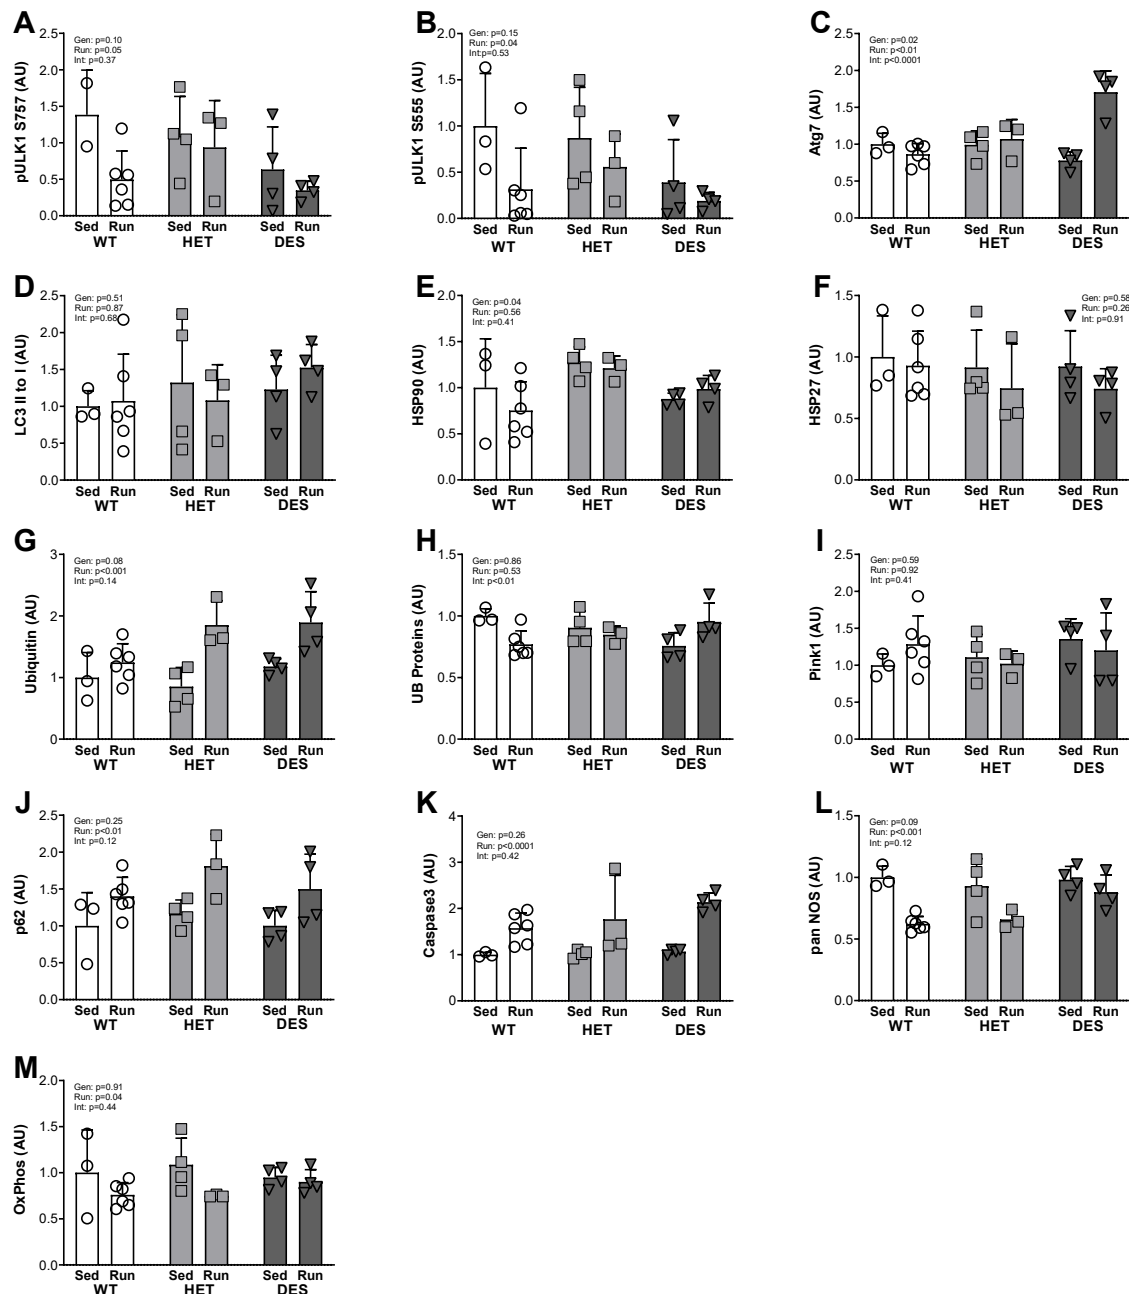 A
pULK1 S757 (AU)
2.5
2.0
1.5
1.0
0.5
0.0
Gen: p=0.10
Run: p=0.05
Int: p=0.37
Sed Run Sed Run Sed Run
WT HET DES
B
pULK1 S555 (AU)
2.0
1.5
1.0
0.5
0.0
Gen: p=0.15
Run: p=0.04
Int:p=0.53
Sed Run Sed Run Sed Run
WT HET DES
C
Atg7 (AU)
2.5
2.0
1.5
1.0
0.5
0.0
Gen: p=0.02
Run: p<0.01
Int: p<0.0001
Sed Run Sed Run Sed Run
WT HET DES
D
LC3 II to I (AU)
2.5
2.0
1.5
1.0
0.5
0.0
Gen: p=0.51
Run: p=0.87
Int: p=0.68
Sed Run Sed Run Sed Run
WT HET DES
E
HSP90 (AU)
2.0
1.5
1.0
0.5
0.0
Gen: p=0.04
Run: p=0.56
Int: p=0.41
Sed Run Sed Run Sed Run
WT HET DES
F
HSP27 (AU)
1.5
1.0
0.5
0.0
Gen: p=0.58
Run: p=0.26
Int: p=0.91
Sed Run Sed Run Sed Run
WT HET DES
G
Ubiquitin (AU)
3
2
1
0
Gen: p=0.08
Run: p<0.001
Int: p=0.14
Sed Run Sed Run Sed Run
WT HET DES
H
UB Proteins (AU)
1.5
1.0
0.5
0.0
Gen: p=0.86
Run: p=0.53
Int: p<0.01
Sed Run Sed Run Sed Run
WT HET DES
I
Pink1 (AU)
2.5
2.0
1.5
1.0
0.5
0.0
Gen: p=0.59
Run: p=0.92
Int: p=0.41
Sed Run Sed Run Sed Run
WT HET DES
J
p62 (AU)
2.5
2.0
1.5
1.0
0.5
0.0
Gen: p=0.25
Run: p<0.01
Int: p=0.12
Sed Run Sed Run Sed Run
WT HET DES
K
Caspase3 (AU)
4
3
2
1
0
Gen: p=0.26
Run: p<0.0001
Int: p=0.42
Sed Run Sed Run Sed Run
WT HET DES
L
pan NOS (AU)
1.5
1.0
0.5
0.0
Gen: p=0.09
Run: p<0.001
Int: p=0.12
Sed Run Sed Run Sed Run
WT HET DES
M
OxPhos (AU)
2.0
1.5
1.0
0.5
0.0
Gen: p=0.91
Run: p=0.04
Int: p=0.44
Sed Run Sed Run Sed Run
WT HET DES